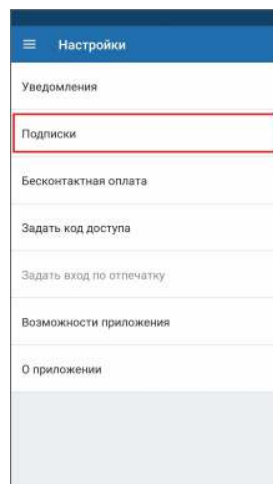 Настройки
Уведомления
Подписки
Бесконтактная оплата
Задать код доступа
Задать вход по отпечатку
Возможности приложения
О приложении